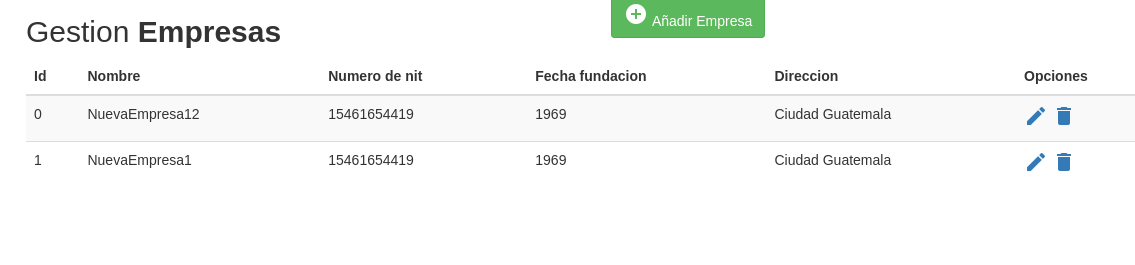 Gestion Empresas
Añadir Empresa
Id Nombre Numero de nit Fecha fundacion Direccion Opciones
0 NuevaEmpresa12 15461654419 1969 Ciudad Guatemala
1 NuevaEmpresa1 15461654419 1969 Ciudad Guatemala